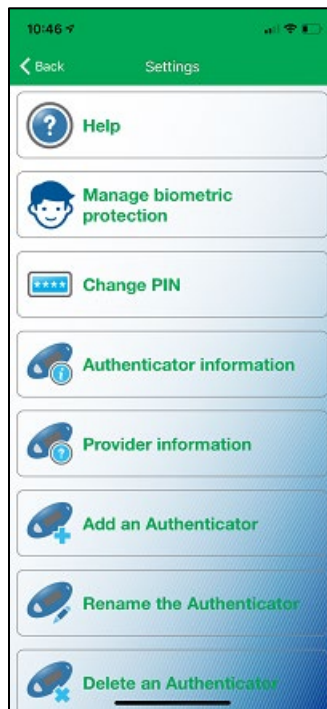 10:46
Back Settings
Help
Manage biometric
protection
Change PIN
Authenticator information
Provider information
Add an Authenticator
Rename the Authenticator
Delete an Authenticator